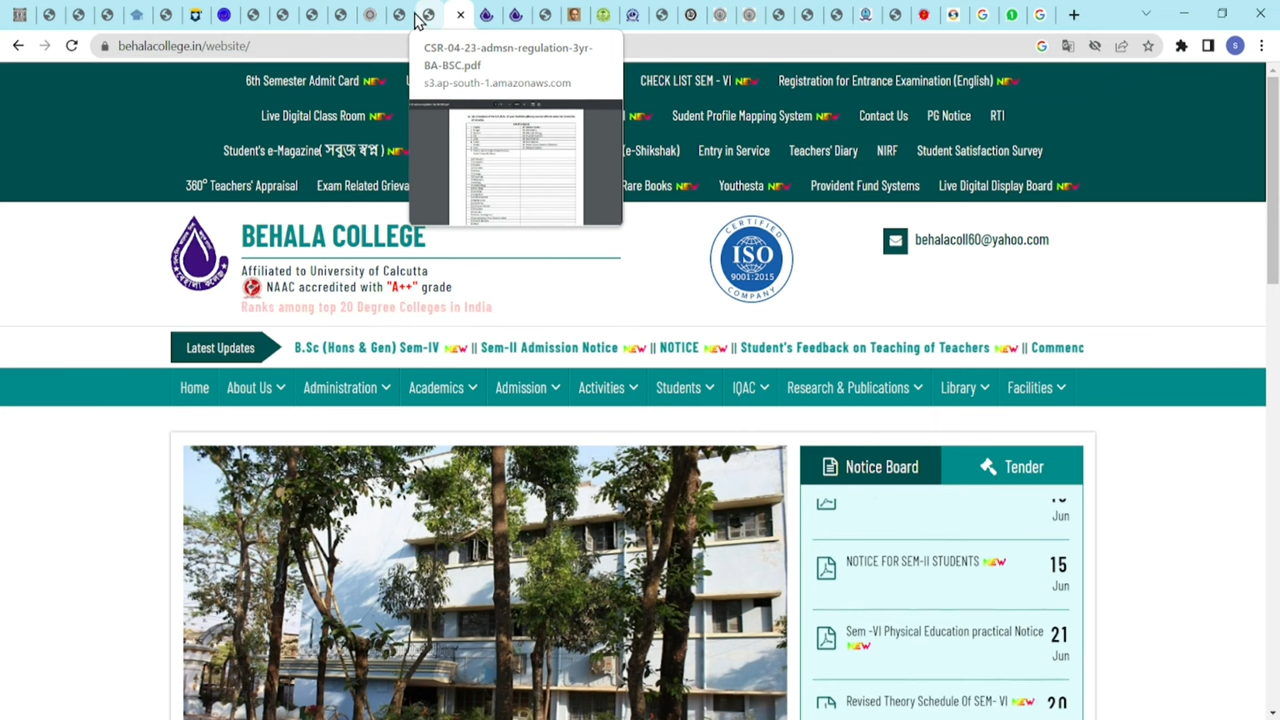 behalacollege.in/website/
S
CSR-04-23-admsn-regulation-3yr-
BA-BSC.pdf
s3.ap-south-1.amazonaws.com
6th Semester Admit Card NEW
CHECK LIST SEM - VI NEW
Registration for Entrance Examination (English) NEW
Live Digital Class Room NEW
Student Profile Mapping System NEW
Contact Us
PG Prog.
RTI
Student's e-Magazine( সবুজ স্বপ্ন ) NEW
Entry in Service
Teachers' Diary
NIRF
Student Satisfaction Survey
360 Teachers' Appraisal
Exam Related
NEW
NEW
Provident Fund System
Live Digital Display Board NEW
BEHALA COLLEGE
Affiliated to University of Calcutta
NAAC accredited with "A++" grade
Ranks among top 20 Degree Colleges in India
CERTIFIED
ISO
9001:2015
COMPANY
behalacoll60@yahoo.com
Latest Updates
B.Sc (Hons & Gen) Sem-IV NEW || Sem-II Admission Notice NEW || NOTICE NEW || Student's Feedback on Teaching of Teachers NEW || Commenc
Home About Us Administration Academics Admission Activities Students IQAC Research & Publications Library Facilities
Notice Board Tender
Jun
NOTICE FOR SEM-II STUDENTS NEW 15
Jun
Sem -VI Physical Education practical Notice 21
NEW
Jun
Revised Theory Schedule Of SEM- VI NEW 20